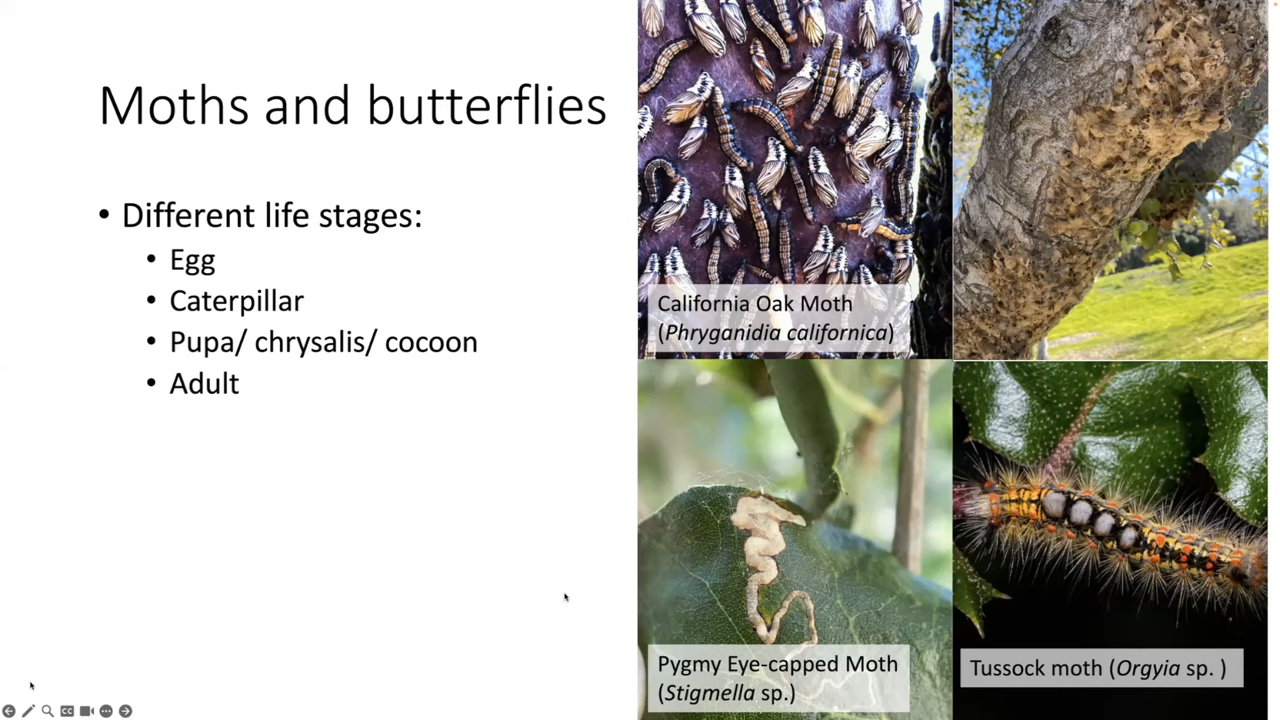 Moths and butterflies
• Different life stages:
• Egg
• Caterpillar
• Pupa/ chrysalis/ cocoon
• Adult
California Oak Moth
(Phryganidia californica)
Pygmy Eye-capped Moth
(Stigmella sp.)
Tussock moth (Orgyia sp. )
CC